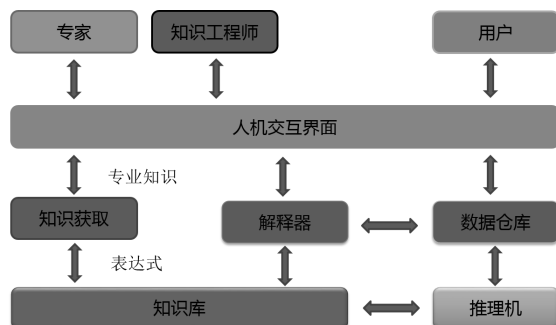 专家
知识工程师
用户
人机交互界面
专业知识
知识获取
解释器
数据仓库
表达式
知识库
推理机